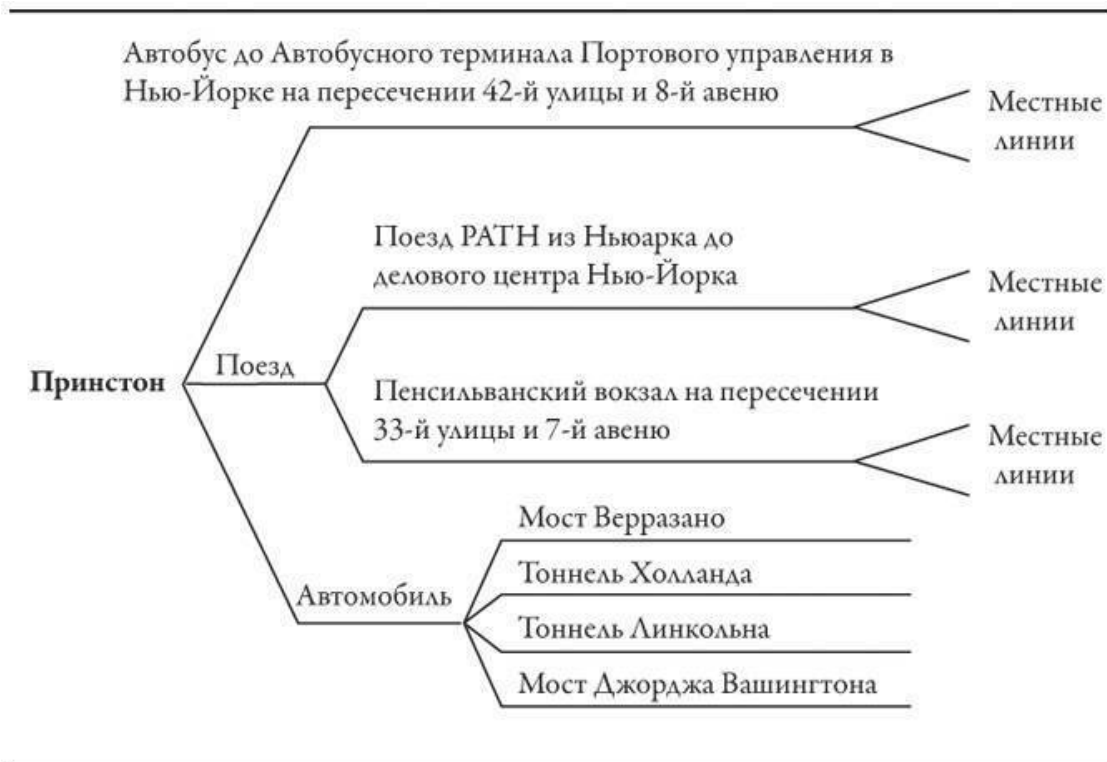 Автобус до Автобусного терминала Портового управления в
Нью-Йорке на пересечении 42-й улицы и 8-й авеню
Местные
линии
Поезд PATH из Ньюарка до
делового центра Нью-Йорка
Местные
линии
Принстон
Поезд
Пенсильванский вокзал на пересечении
33-й улицы и 7-й авеню
Местные
линии
Мост Верразано
Тоннель Холланда
Автомобиль
Тоннель Линкольна
Мост Джорджа Вашингтона